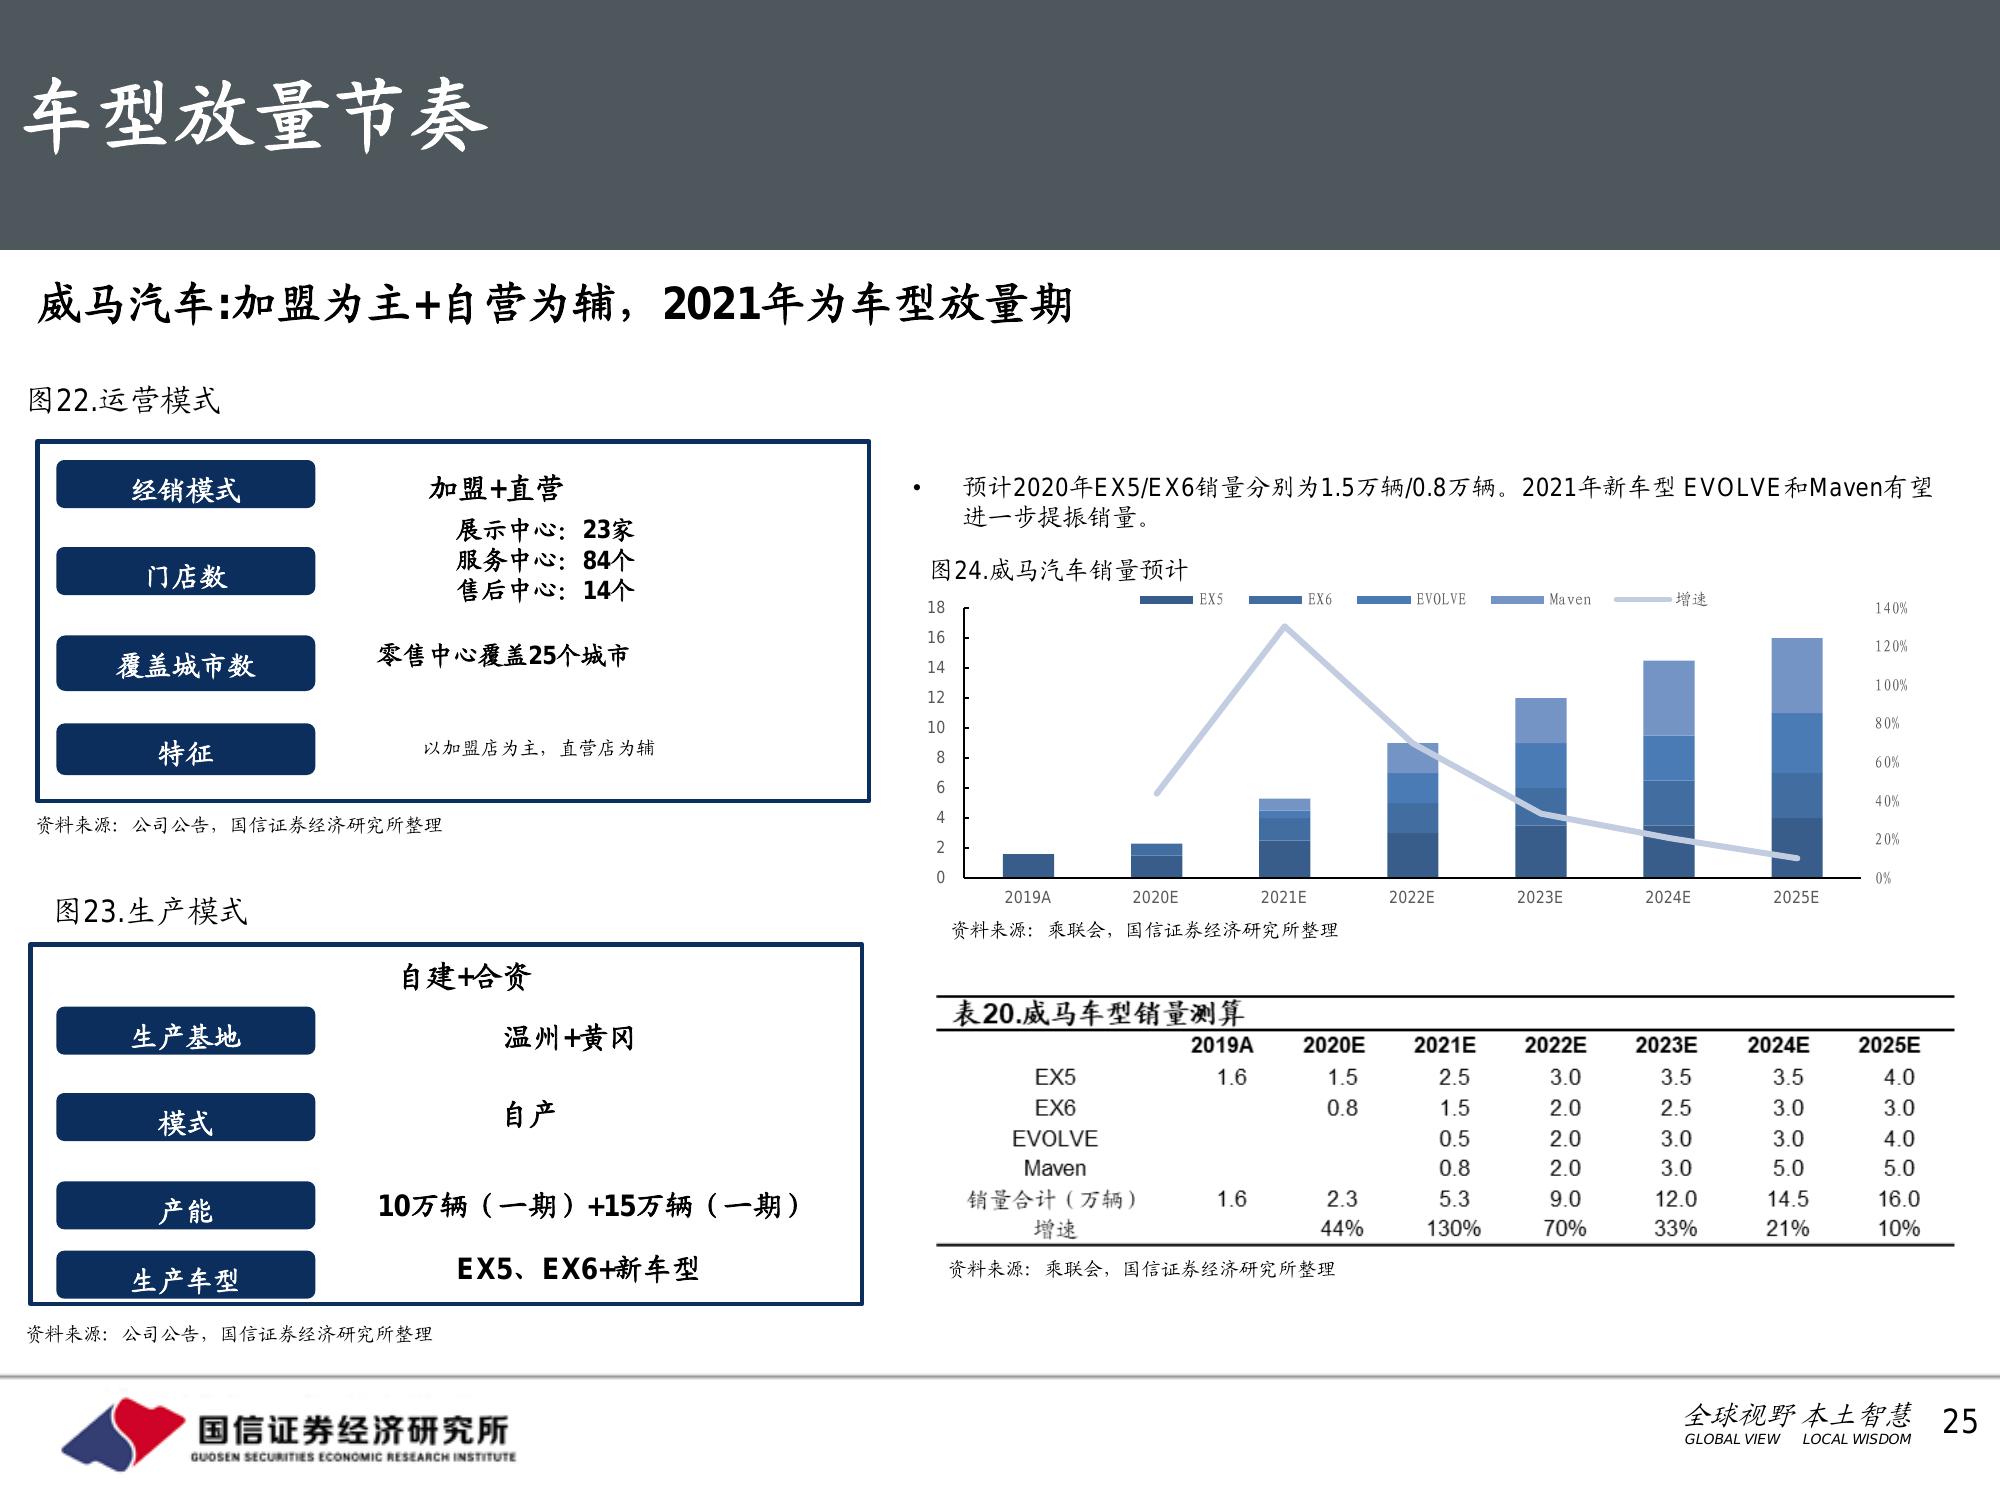 车型放量节奏
威马汽车:加盟为主+自营为辅，2021年为车型放量期
图22.运营模式
经销模式 加盟+直营
门店数 展示中心：23家
服务中心：84个
售后中心：14个
覆盖城市数 零售中心覆盖25个城市
特征 以加盟店为主，直营店为辅
资料来源：公司公告，国信证券经济研究所整理
图23.生产模式
自建+合资
生产基地 温州+黄冈
模式 自产
产能 10万辆（一期）+15万辆（一期）
生产车型 EX5、EX6+新车型
资料来源：公司公告，国信证券经济研究所整理
• 预计2020年EX5/EX6销量分别为1.5万辆/0.8万辆。2021年新车型 EVOLVE和Maven有望
进一步提振销量。
图24.威马汽车销量预计
EX5 EX6 EVOLVE Maven 增速
18 140%
16 120%
14 100%
12 80%
10 60%
8 40%
6 20%
4 0%
2
0
2019A 2020E 2021E 2022E 2023E 2024E 2025E
资料来源：乘联会，国信证券经济研究所整理
表20.威马车型销量测算
2019A 2020E 2021E 2022E 2023E 2024E 2025E
EX5 1.6 1.5 2.5 3.0 3.5 3.5 4.0
EX6 0.8 1.5 2.0 2.5 3.0 3.0
EVOLVE 0.5 2.0 3.0 3.0 4.0
Maven 0.8 2.0 3.0 5.0 5.0
销量合计（万辆） 1.6 2.3 5.3 9.0 12.0 14.5 16.0
增速 44% 130% 70% 33% 21% 10%
资料来源：乘联会，国信证券经济研究所整理
国信证券经济研究所
GUOSEN SECURITIES ECONOMIC RESEARCH INSTITUTE
全球视野 本土智慧
GLOBAL VIEW LOCAL WISDOM
25